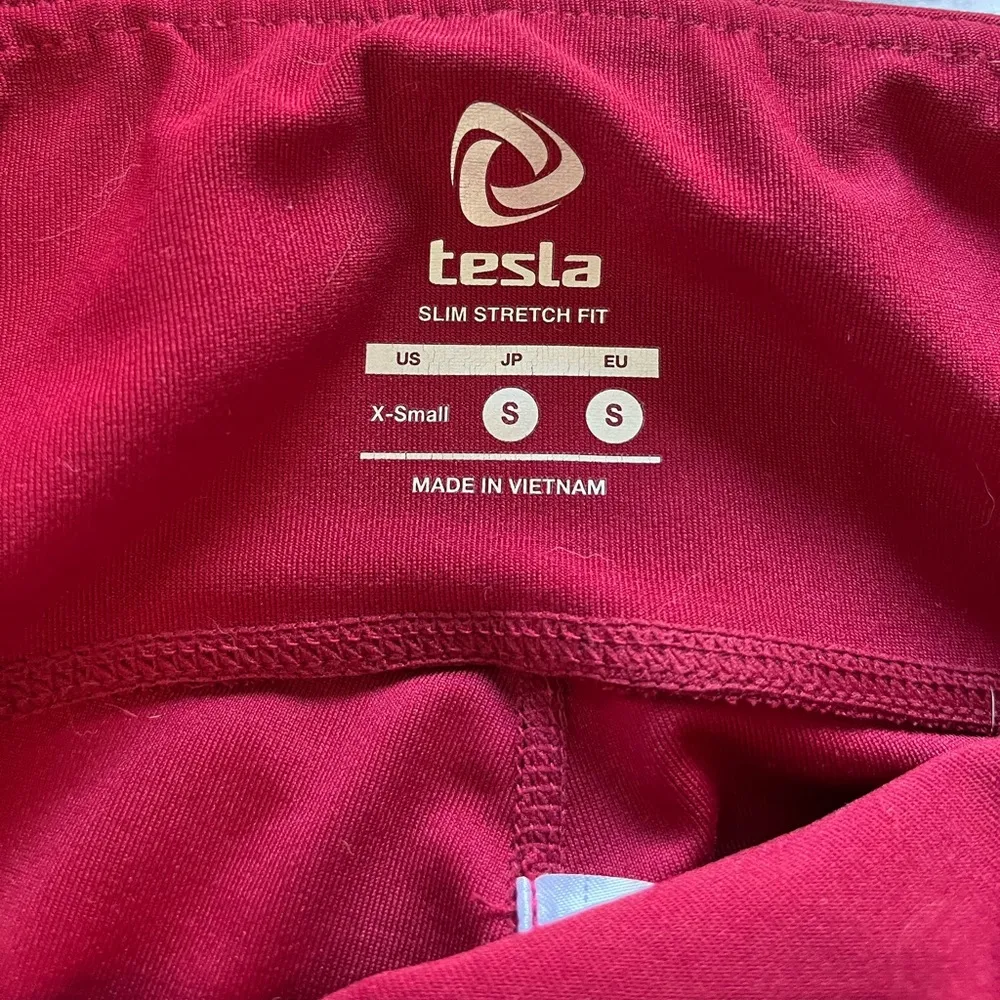 tesla
SLIM STRETCH FIT
US JP EU
X-Small S S
MADE IN VIETNAM